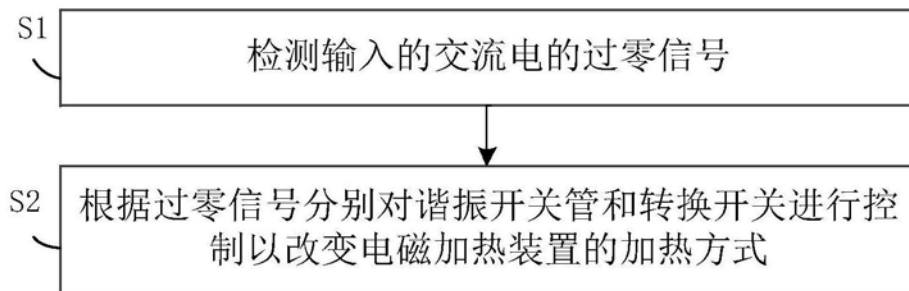 S1
检测输入的交流电的过零信号
S2
根据过零信号分别对谐振开关管和转换开关进行控
制以改变电磁加热装置的加热方式